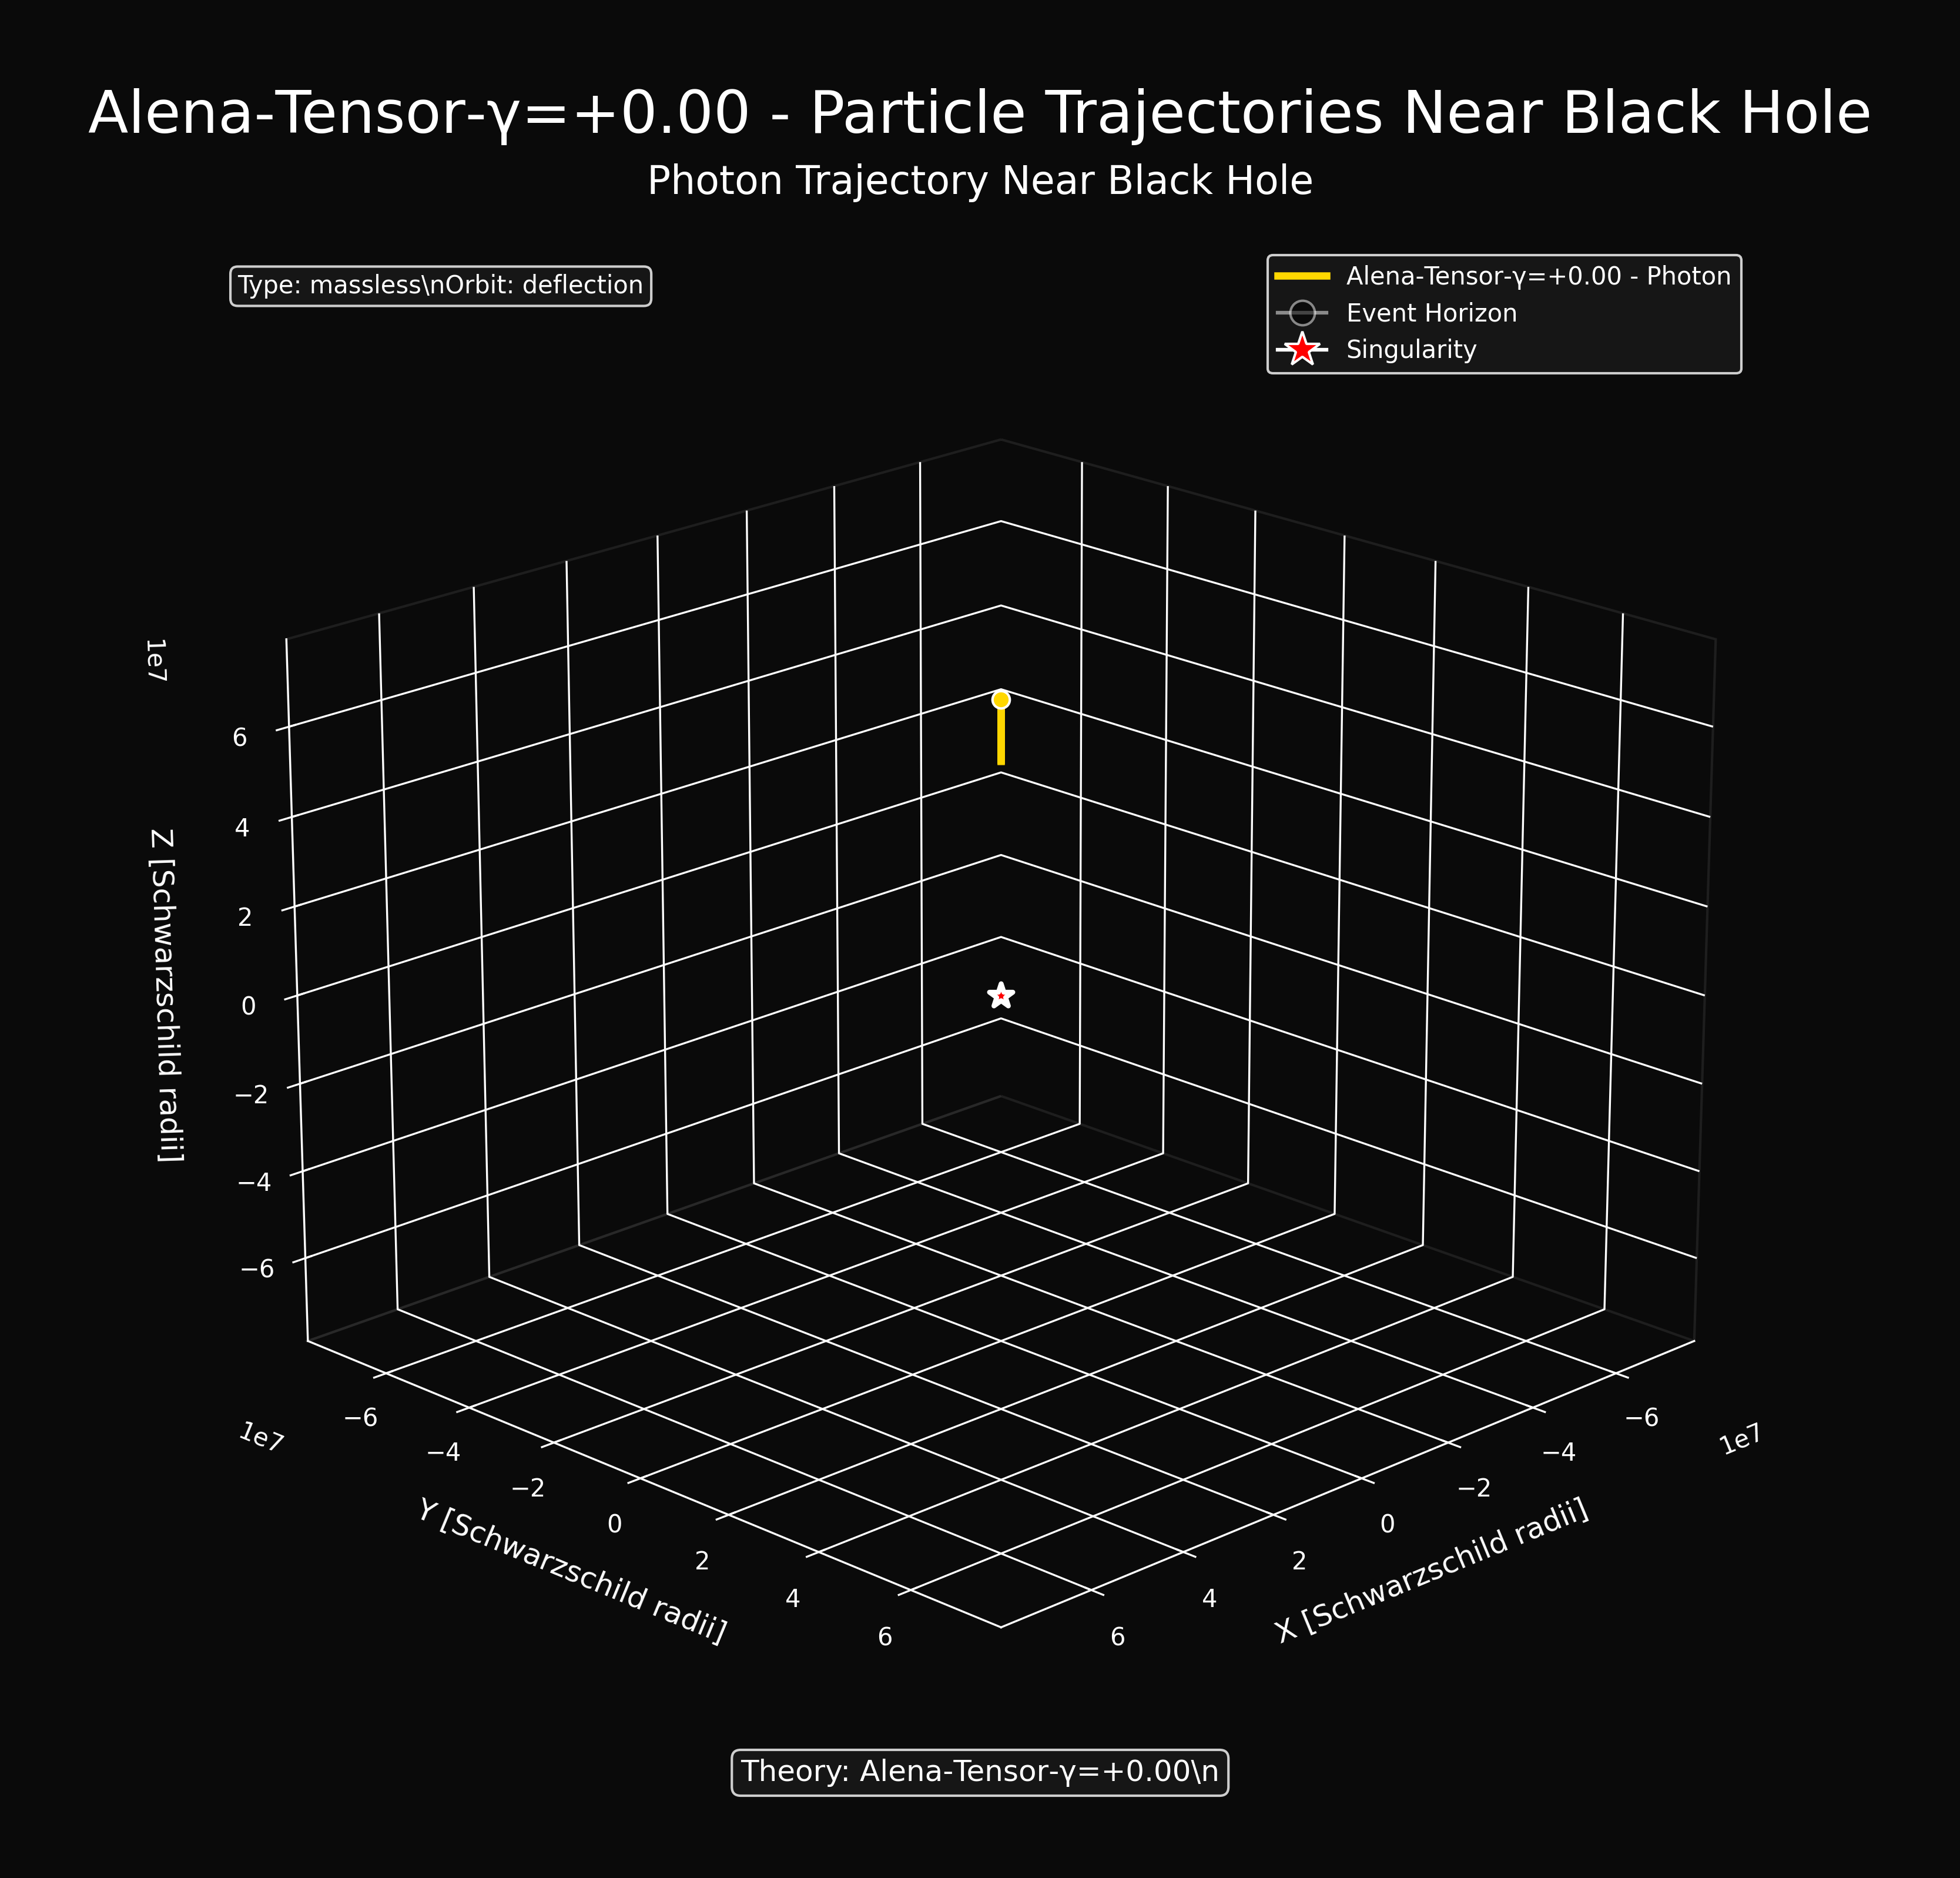 Alena-Tensor-γ=+0.00 - Particle Trajectories Near Black Hole
Photon Trajectory Near Black Hole
Type: massless\nOrbit: deflection
Alena-Tensor-γ=+0.00 - Photon
Event Horizon
Singularity
1e7
6
4
2
0
−2
−4
−6
Z [Schwarzschild radii]
1e7
−6
−4
−2
0
2
4
6
Y [Schwarzschild radii]
1e7
−6
−4
−2
0
2
4
6
X [Schwarzschild radii]
Theory: Alena-Tensor-γ=+0.00\n